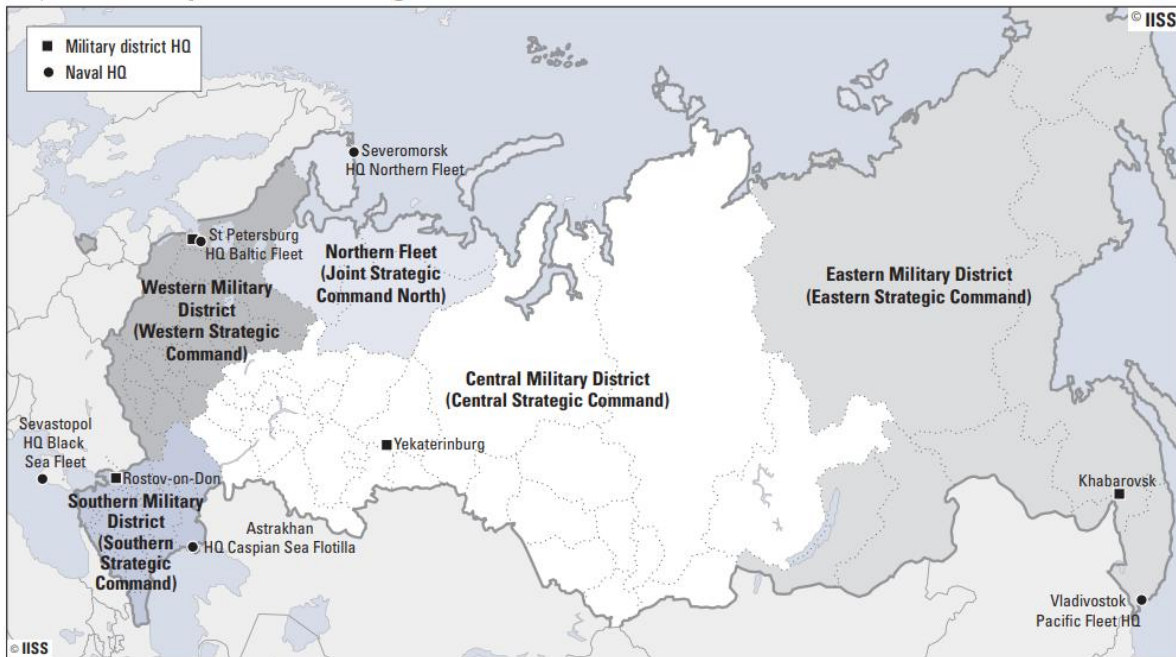 © IISS
Military district HQ
Naval HQ
Severomorsk
HQ Northern Fleet
St Petersburg
HQ Baltic Fleet
Northern Fleet
(Joint Strategic
Command North)
Western Military
District
(Western Strategic
Command)
Eastern Military District
(Eastern Strategic Command)
Central Military District
(Central Strategic Command)
Sevastopol
HQ Black
Sea Fleet
Yekaterinburg
Rostov-on-Don
Khabarovsk
Southern Military
District
(Southern
Strategic
Command)
Astrakhan
HQ Caspian Sea Flotilla
Vladivostok
Pacific Fleet HQ
© IISS